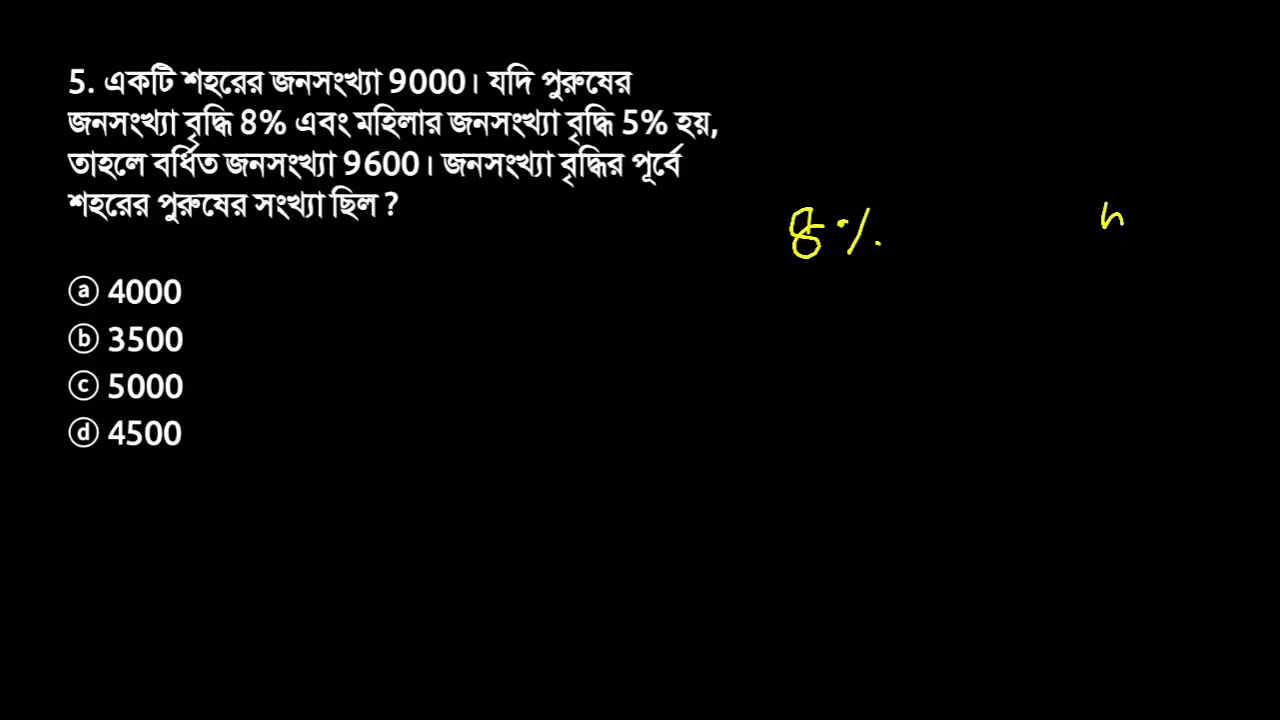 5. একটি শহরের জনসংখ্যা 9000। যদি পুরুষের
জনসংখ্যা বৃদ্ধি 8% এবং মহিলার জনসংখ্যা বৃদ্ধি 5% হয়,
তাহলে বর্ধিত জনসংখ্যা 9600। জনসংখ্যা বৃদ্ধির পূর্বে
শহরের পুরুষের সংখ্যা ছিল ?
8%
ⓐ 4000
ⓑ 3500
ⓒ 5000
ⓓ 4500